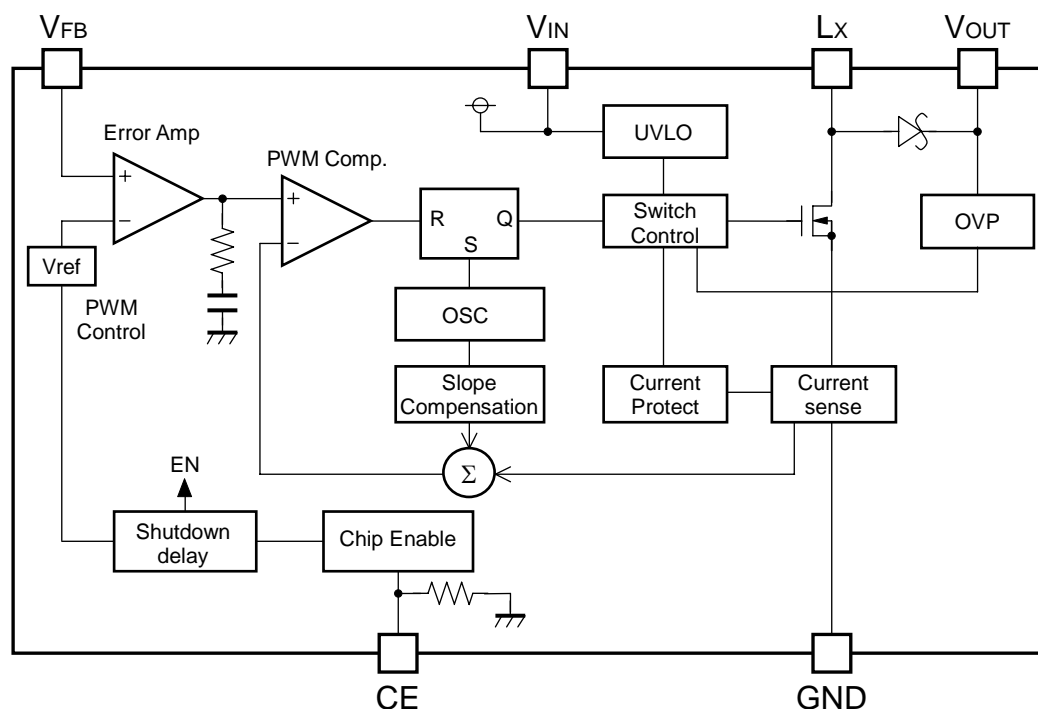 VFB
VIN
LX
VOUT
Error Amp
UVLO
PWM Comp.
+
−
+
−
R
Q
S
Switch
Control
OVP
Vref
PWM
Control
OSC
Slope
Compensation
Current
Protect
Current
sense
Σ
EN
Shutdown
delay
Chip Enable
CE
GND